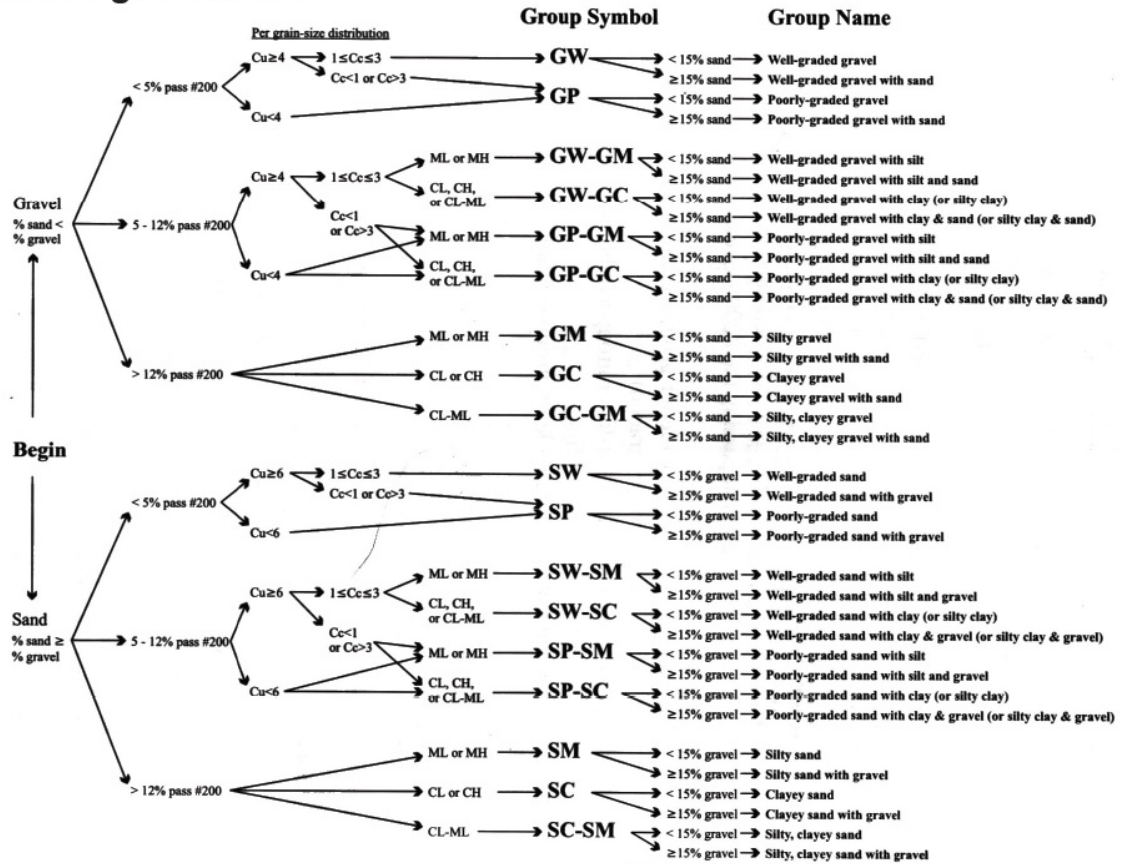 Group Symbol Group Name
Per grain-size distribution
Cu≥4 1≤Cc≤3 GW < 15% sand Well-graded gravel
< 5% pass #200 Cc<1 or Cc>3 ≥15% sand Well-graded gravel with sand
Cu<4 GP < 15% sand Poorly-graded gravel
≥15% sand Poorly-graded gravel with sand
ML or MH GW-GM < 15% sand Well-graded gravel with silt
Cu≥4 1≤Cc≤3 ≥15% sand Well-graded gravel with silt and sand
CL, CH, or CL-ML GW-GC < 15% sand Well-graded gravel with clay (or silty clay)
Gravel
% sand <
% gravel
5 - 12% pass #200 Cc<1 or Cc>3 ≥15% sand Well-graded gravel with clay & sand (or silty clay & sand)
ML or MH GP-GM < 15% sand Poorly-graded gravel with silt
≥15% sand Poorly-graded gravel with silt and sand
Cu<4 CL, CH, or CL-ML GP-GC < 15% sand Poorly-graded gravel with clay (or silty clay)
≥15% sand Poorly-graded gravel with clay & sand (or silty clay & sand)
ML or MH GM < 15% sand Silty gravel
≥15% sand Silty gravel with sand
> 12% pass #200 CL or CH GC < 15% sand Clayey gravel
≥15% sand Clayey gravel with sand
CL-ML GC-GM < 15% sand Silty, clayey gravel
≥15% sand Silty, clayey gravel with sand
Begin
Cu≥6 1≤Cc≤3 SW < 15% gravel Well-graded sand
< 5% pass #200 Cc<1 or Cc>3 ≥15% gravel Well-graded sand with gravel
Cu<6 SP < 15% gravel Poorly-graded sand
≥15% gravel Poorly-graded sand with gravel
ML or MH SW-SM < 15% gravel Well-graded sand with silt
Cu≥6 1≤Cc≤3 ≥15% gravel Well-graded sand with silt and gravel
CL, CH, or CL-ML SW-SC < 15% gravel Well-graded sand with clay (or silty clay)
Sand
% sand ≥
% gravel
5 - 12% pass #200 Cc<1 or Cc>3 ≥15% gravel Well-graded sand with clay & gravel (or silty clay & gravel)
ML or MH SP-SM < 15% gravel Poorly-graded sand with silt
≥15% gravel Poorly-graded sand with silt and gravel
Cu<6 CL, CH, or CL-ML SP-SC < 15% gravel Poorly-graded sand with clay (or silty clay)
≥15% gravel Poorly-graded sand with clay & gravel (or silty clay & gravel)
ML or MH SM < 15% gravel Silty sand
≥15% gravel Silty sand with gravel
> 12% pass #200 CL or CH SC < 15% gravel Clayey sand
≥15% gravel Clayey sand with gravel
CL-ML SC-SM < 15% gravel Silty, clayey sand
≥15% gravel Silty, clayey sand with gravel